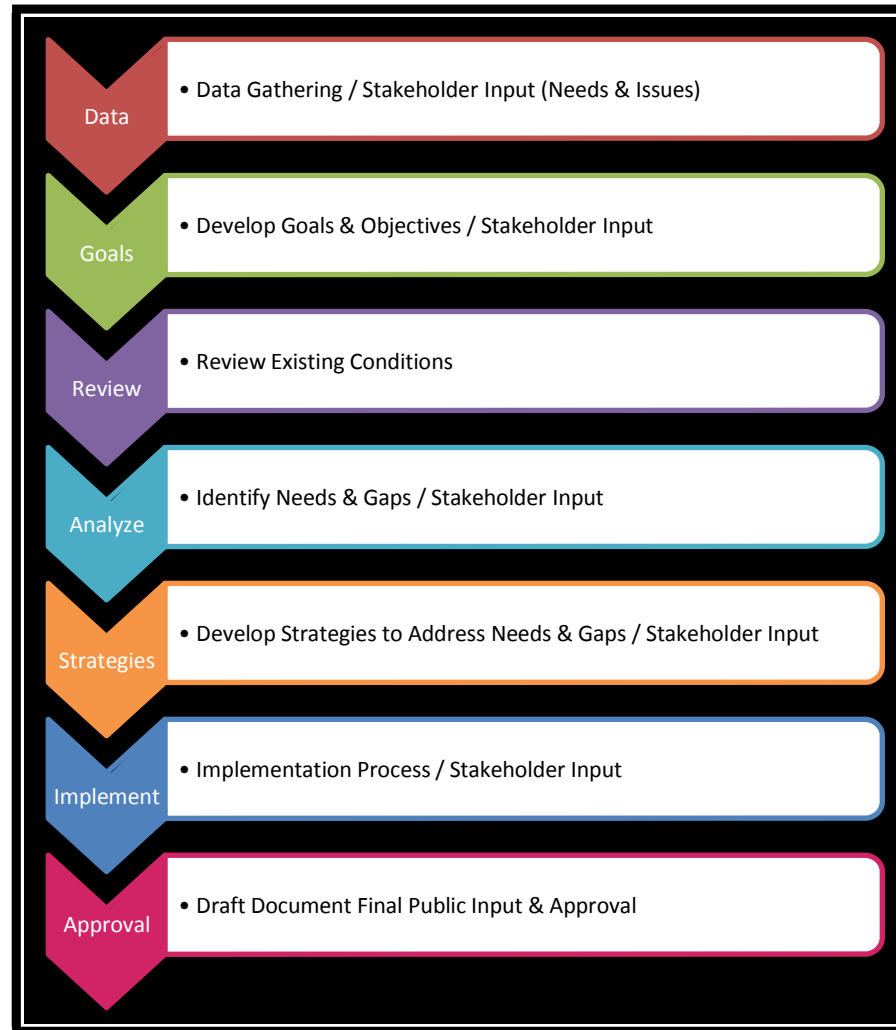 Data
• Data Gathering / Stakeholder Input (Needs & Issues)
Goals
• Develop Goals & Objectives / Stakeholder Input
Review
• Review Existing Conditions
Analyze
• Identify Needs & Gaps / Stakeholder Input
Strategies
• Develop Strategies to Address Needs & Gaps / Stakeholder Input
Implement
• Implementation Process / Stakeholder Input
Approval
• Draft Document Final Public Input & Approval